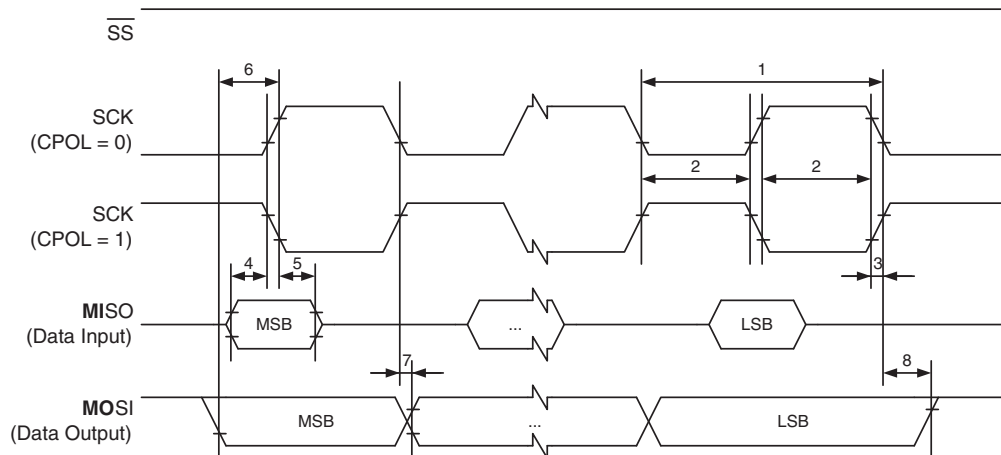 SS
6
1
SCK
(CPOL = 0)
2
2
SCK
(CPOL = 1)
4
5
3
MISO
(Data Input)
MSB
...
LSB
7
8
MOSI
(Data Output)
MSB
...
LSB